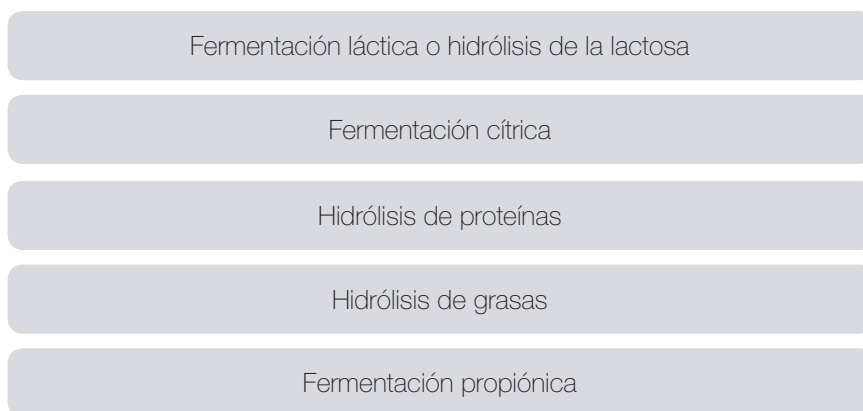 Fermentación láctica o hidrólisis de la lactosa
Fermentación cítrica
Hidrólisis de proteínas
Hidrólisis de grasas
Fermentación propiónica